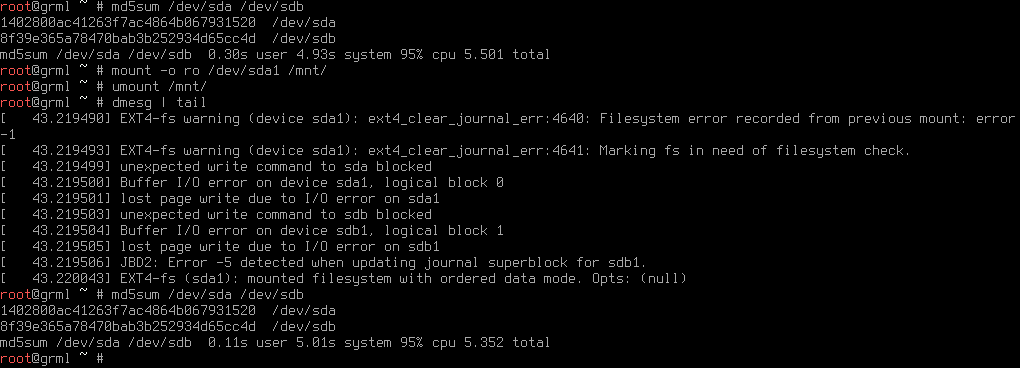 root@grml ~ # md5sum /dev/sda /dev/sdb
1402800ac41263f7ac4864b067931520  /dev/sda
8f39e365a78470bab3b252934d65cc4d  /dev/sdb
md5sum /dev/sda /dev/sdb  0.30s user 4.93s system 95% cpu 5.501 total
root@grml ~ # mount -o ro /dev/sda1 /mnt/
root@grml ~ # umount /mnt/
root@grml ~ # dmesg | tail
[   43.219490] EXT4-fs warning (device sda1): ext4_clear_journal_err:4640: Filesystem error recorded from previous mount: error
-1
[   43.219493] EXT4-fs warning (device sda1): ext4_clear_journal_err:4641: Marking fs in need of filesystem check.
[   43.219499] unexpected write command to sda blocked
[   43.219500] Buffer I/O error on device sda1, logical block 0
[   43.219501] lost page write due to I/O error on sda1
[   43.219503] unexpected write command to sdb blocked
[   43.219504] Buffer I/O error on device sdb1, logical block 1
[   43.219505] lost page write due to I/O error on sdb1
[   43.219506] JBD2: Error -5 detected when updating journal superblock for sdb1.
[   43.220043] EXT4-fs (sda1): mounted filesystem with ordered data mode. Opts: (null)
root@grml ~ # md5sum /dev/sda /dev/sdb
1402800ac41263f7ac4864b067931520  /dev/sda
8f39e365a78470bab3b252934d65cc4d  /dev/sdb
md5sum /dev/sda /dev/sdb  0.11s user 5.01s system 95% cpu 5.352 total
root@grml ~ #